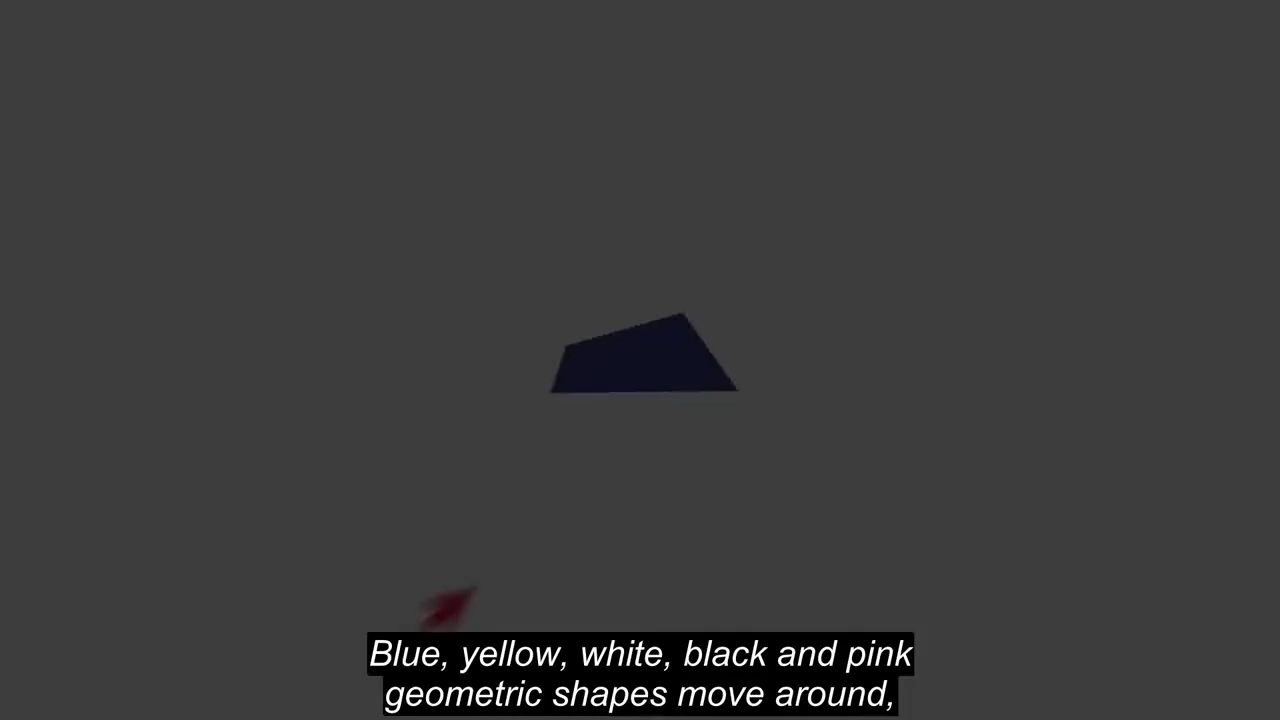 Blue, yellow, white, black and pink
geometric shapes move around,